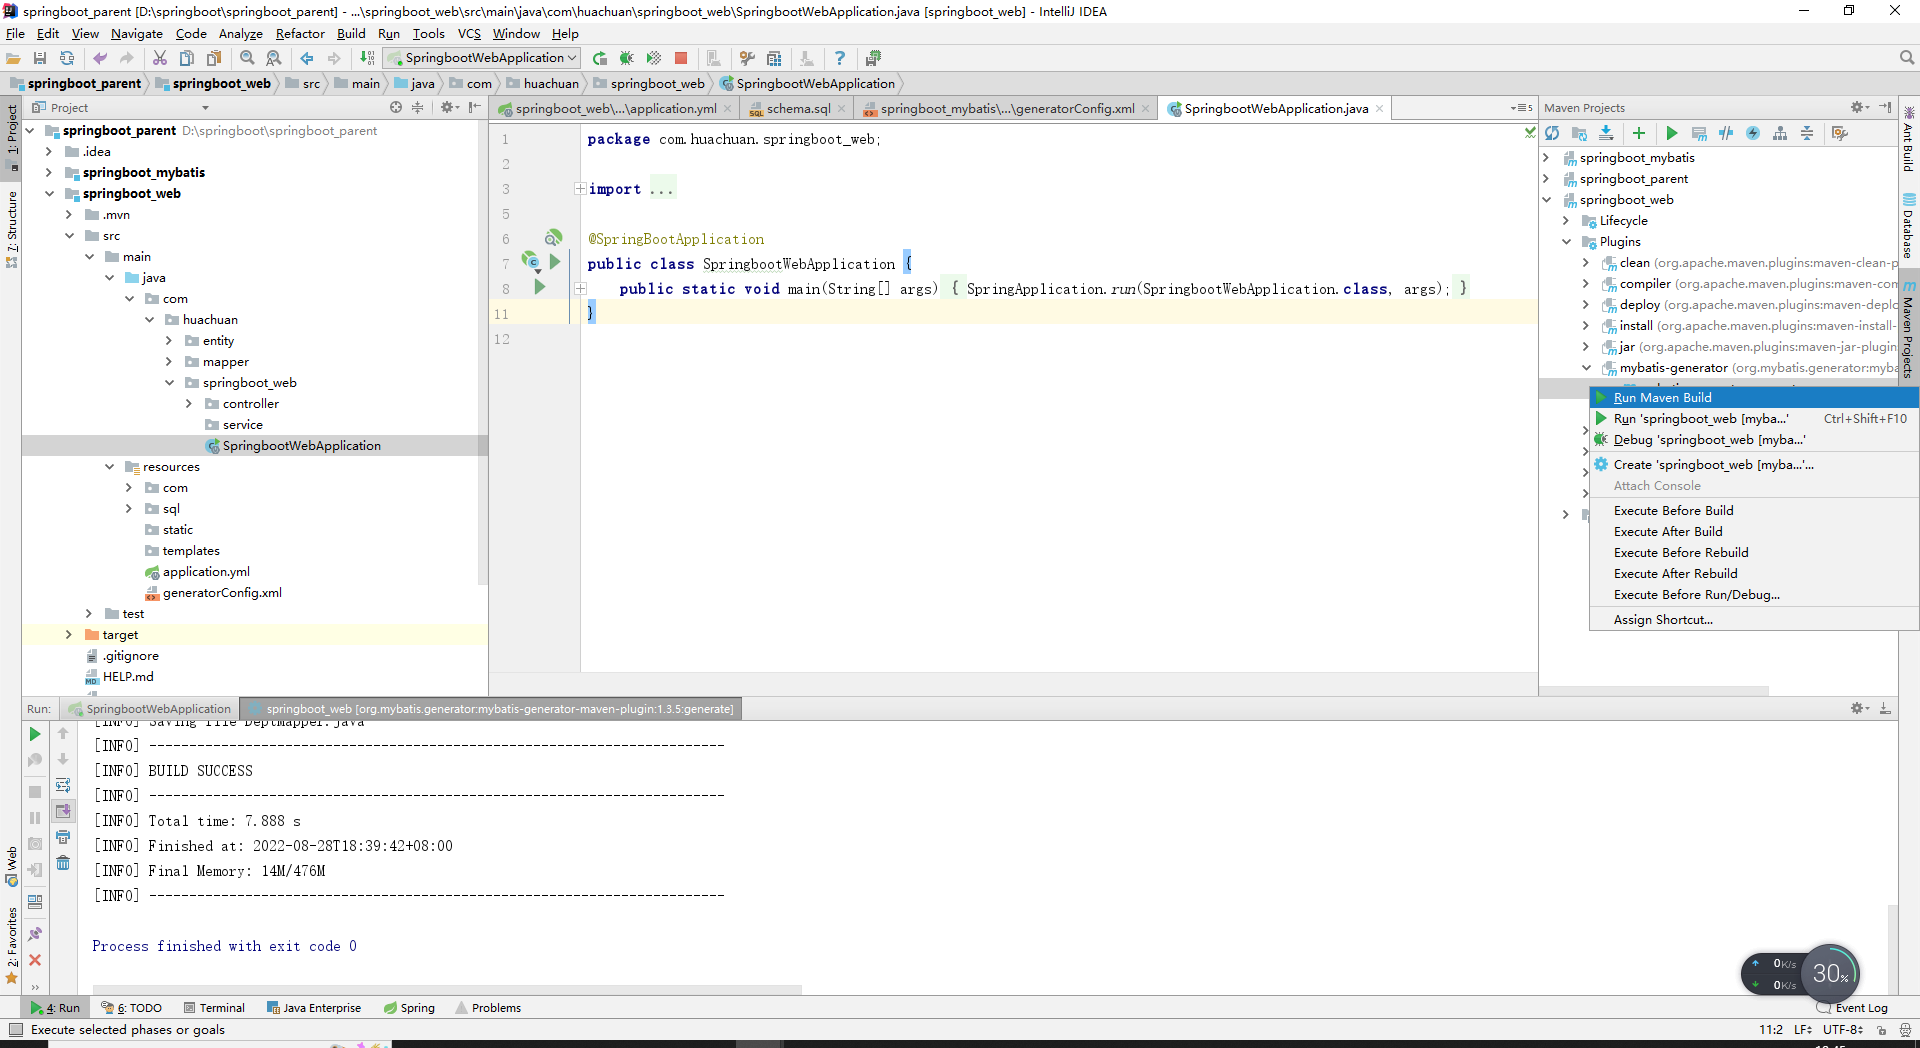 springboot_parent [D:\springboot\springboot_parent] - ...\springboot_web\src\main\java\com\huachuan\springboot_web\SpringbootWebApplication.java [springboot_web] - IntelliJ IDEA
File Edit View Navigate Code Analyze Refactor Build Run Tools VCS Window Help
SpringbootWebApplication
springboot_parent springboot_web src main java com huachuan springboot_web SpringbootWebApplication
1: Project
7: Structure
Web
2: Favorites
Project
springboot_parent D:\springboot\springboot_parent
.idea
springboot_mybatis
springboot_web
.mvn
src
main
java
com
huachuan
entity
mapper
springboot_web
controller
service
SpringbootWebApplication
resources
com
sql
static
templates
application.yml
generatorConfig.xml
test
target
.gitignore
HELP.md
springboot_web\...\application.yml schema.sql springboot_mybatis\...\generatorConfig.xml SpringbootWebApplication.java
5
1 package com.huachuan.springboot_web;
2
3 import ...
5
6 @SpringBootApplication
7 public class SpringbootWebApplication {
8 public static void main(String[] args) { SpringApplication.run(SpringbootWebApplication.class, args); }
11 }
12
Maven Projects
springboot_mybatis
springboot_parent
springboot_web
Lifecycle
Plugins
clean (org.apache.maven.plugins:maven-clean-p
compiler (org.apache.maven.plugins:maven-com
deploy (org.apache.maven.plugins:maven-deplo
install (org.apache.maven.plugins:maven-install-
jar (org.apache.maven.plugins:maven-jar-plugin
mybatis-generator (org.mybatis.generator:myba
Run Maven Build
Run 'springboot_web [myba...' Ctrl+Shift+F10
Debug 'springboot_web [myba...'
Create 'springboot_web [myba...'...
Attach Console
Execute Before Build
Execute After Build
Execute Before Rebuild
Execute After Rebuild
Execute Before Run/Debug...
Assign Shortcut...
Ant Build
Database
Maven Projects
Run: SpringbootWebApplication springboot_web [org.mybatis.generator:mybatis-generator-maven-plugin:1.3.5:generate]
[INFO] Saving file DeptMapper.java
[INFO] ------------------------------------------------------------------------
[INFO] BUILD SUCCESS
[INFO] ------------------------------------------------------------------------
[INFO] Total time: 7.888 s
[INFO] Finished at: 2022-08-28T18:39:42+08:00
[INFO] Final Memory: 14M/476M
[INFO] ------------------------------------------------------------------------
Process finished with exit code 0
0K/s
0K/s
30%
4: Run 6: TODO Terminal Java Enterprise Spring Problems Event Log
Execute selected phases or goals 11:2 LF UTF-8